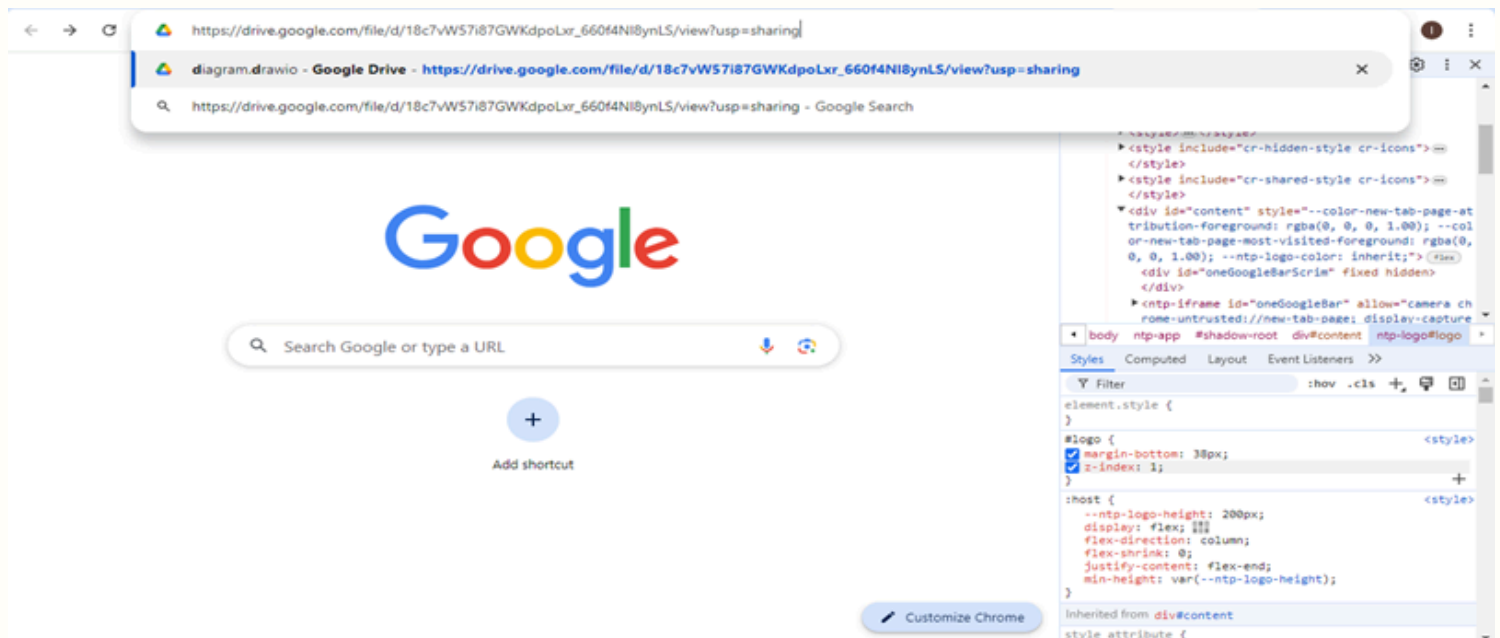 https://drive.google.com/file/d/18c7vW57i87GWKdpoLxr_660f4NI8ynLS/view?usp=sharing
diagram.drawio - Google Drive - https://drive.google.com/file/d/18c7vW57i87GWKdpoLxr_660f4NI8ynLS/view?usp=sharing
https://drive.google.com/file/d/18c7vW57i87GWKdpoLxr_660f4NI8ynLS/view?usp=sharing - Google Search
Google
Search Google or type a URL
Add shortcut
Customize Chrome
<style include="cr-hidden-style cr-icons">
</style>
<style include="cr-shared-style cr-icons">
</style>
<div id="content" style="--color-new-tab-page-at
tribution-foreground: rgba(0, 0, 0, 1.00); --col
or-new-tab-page-most-visited-foreground: rgba(0,
0, 0, 1.00); --ntp-logo-color: inherit;"> flex
<div id="oneGoogleBarScrim" fixed hidden>
</div>
<ntp-iframe id="oneGoogleBar" allow="camera ch
rome-untrusted://new-tab-page; display-capture
body ntp-app #shadow-root div#content ntp-logo#logo
Styles Computed Layout Event Listeners
Filter :hov .cls
element.style {
}
#logo { <style>
margin-bottom: 38px;
z-index: 1;
}
:host { <style>
--ntp-logo-height: 200px;
display: flex;
flex-direction: column;
flex-shrink: 0;
justify-content: flex-end;
min-height: var(--ntp-logo-height);
}
Inherited from div#content
style attribute {